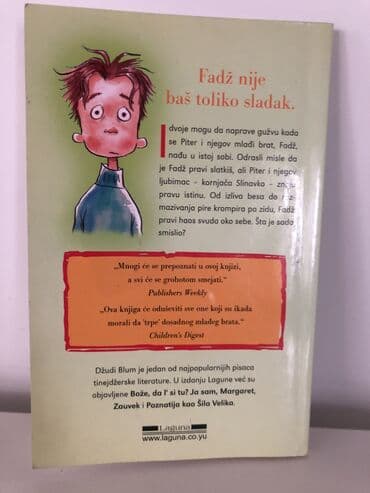 Fadž nije
baš toliko sladak.
I dvoje mogu da naprave gužvu kada
se Piter i njegov mlađi brat, Fadž,
nađu u istoj sobi. Odrasli misle da
je Fadž pravi slatkiš, ali Piter i njegov
ljubimac - kornjača Slinavko - znaju
pravu istinu. Od izliva besa do raz-
mazivanja pire krompira po zidu, Fadž
pravi haos svuda oko sebe. Šta je sada
smislio?
„Mnogi će se prepoznati u ovoj knjizi,
a svi će se grohotom smejati.“
Publishers Weekly
„Ova knjiga će oduševiti sve one koji su ikada
morali da 'trpe' dosadnog mlađeg brata.“
Children's Digest
Džudi Blum je jedan od najpopularnijih pisaca
tinejdžerske literature. U izdanju Lagune već su
objavljene Bože, da l' si tu? Ja sam, Margaret,
Zauvek i Poznatija kao Šila Velika.
Laguna
www.laguna.co.yu